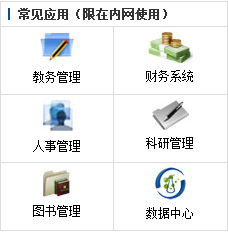 常见应用（限在内网使用）
教务管理
财务系统
人事管理
科研管理
图书管理
数据中心